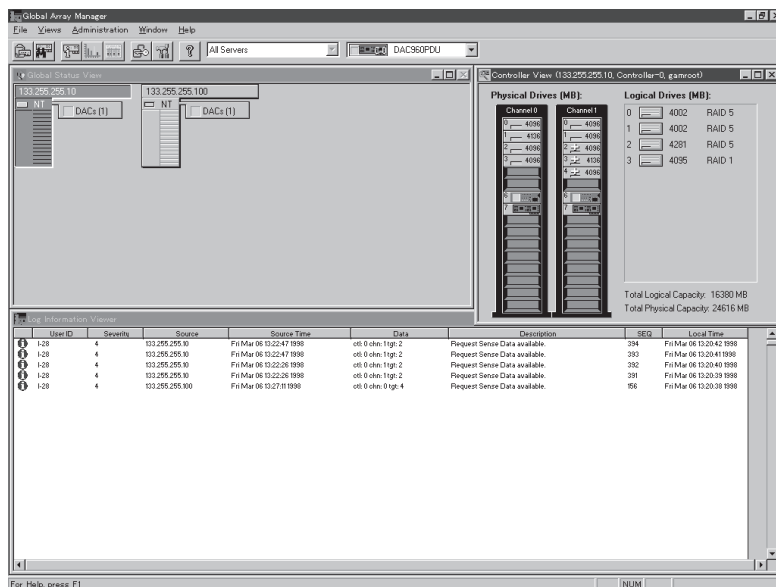 Global Array Manager
File Views Administration Window Help
All Servers
DAC960PDU
Global Status View
133.255.255.10
NT
DACs (1)
133.255.255.100
NT
DACs (1)
Controller View (133.255.255.10, Controller-0, gamroot)
Physical Drives (MB):
Channel 0
0 4096
1 4136
2 4096
3 4096
6
7
Channel 1
0 4096
1 4096
2 4096
3 4136
4 4096
6
7
Logical Drives (MB):
0 4002 RAID 5
1 4002 RAID 5
2 4281 RAID 5
3 4095 RAID 1
Total Logical Capacity: 16380 MB
Total Physical Capacity: 24616 MB
Log Information Viewer
User ID Severity Source Source Time Data Description SEQ Local Time
I-28 4 133.255.255.10 Fri Mar 06 13:22:47 1998 ctl: 0 chn: 1 tgt: 2 Request Sense Data available. 394 Fri Mar 06 13:20:42 1998
I-28 4 133.255.255.10 Fri Mar 06 13:22:47 1998 ctl: 0 chn: 1 tgt: 2 Request Sense Data available. 393 Fri Mar 06 13:20:41 1998
I-28 4 133.255.255.10 Fri Mar 06 13:22:26 1998 ctl: 0 chn: 1 tgt: 2 Request Sense Data available. 392 Fri Mar 06 13:20:40 1998
I-28 4 133.255.255.10 Fri Mar 06 13:22:26 1998 ctl: 0 chn: 1 tgt: 2 Request Sense Data available. 391 Fri Mar 06 13:20:39 1998
I-28 4 133.255.255.100 Fri Mar 06 13:27:11 1998 ctl: 0 chn: 0 tgt: 4 Request Sense Data available. 156 Fri Mar 06 13:20:38 1998
For Help, press F1
NUM